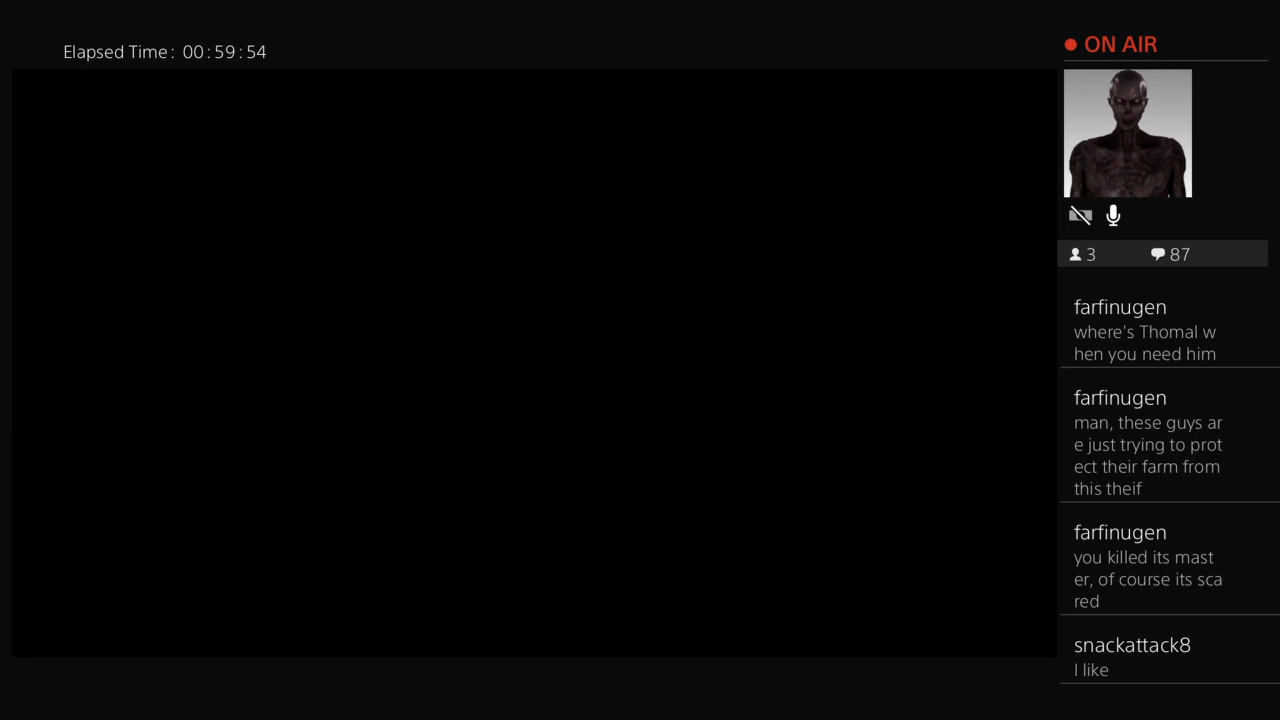 Elapsed Time: 00:59:54
ON AIR
3
87
farfinugen
where's Thomal w
hen you need him
farfinugen
man, these guys ar
e just trying to prot
ect their farm from
this theif
farfinugen
you killed its mast
er, of course its sca
red
snackattack8
I like